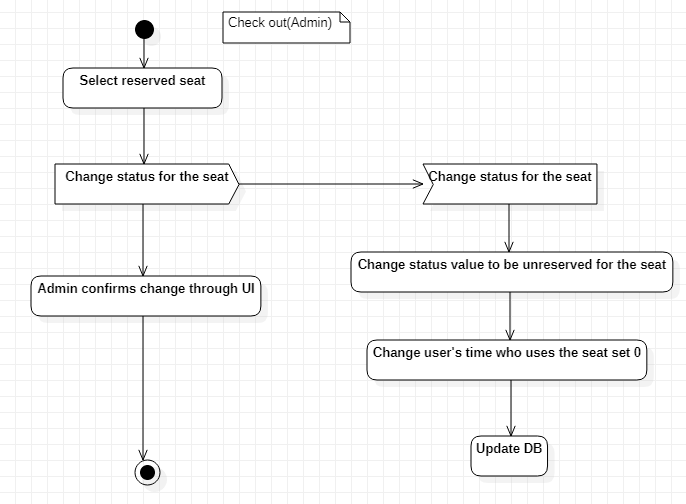 Check out(Admin)
Select reserved seat
Change status for the seat
Change status for the seat
Change status value to be unreserved for the seat
Admin confirms change through UI
Change user's time who uses the seat set 0
Update DB